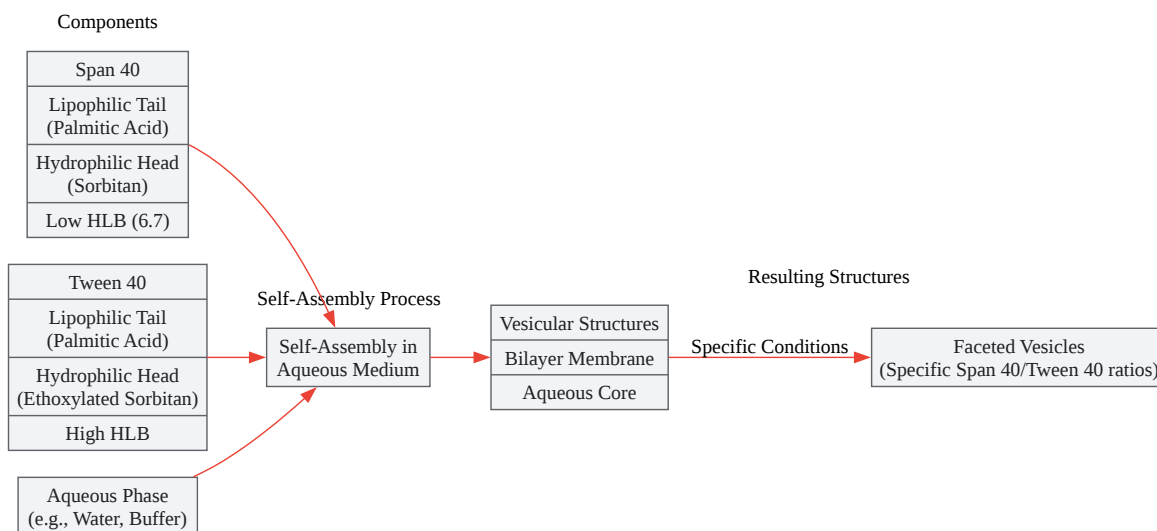 Components
Span 40
Lipophilic Tail
(Palmitic Acid)
Hydrophilic Head
(Sorbitan)
Low HLB (6.7)
Tween 40
Lipophilic Tail
(Palmitic Acid)
Hydrophilic Head
(Ethoxylated Sorbitan)
High HLB
Aqueous Phase
(e.g., Water, Buffer)
Self-Assembly Process
Self-Assembly in
Aqueous Medium
Vesicular Structures
Bilayer Membrane
Aqueous Core
Specific Conditions
Resulting Structures
Faceted Vesicles
(Specific Span 40/Tween 40 ratios)